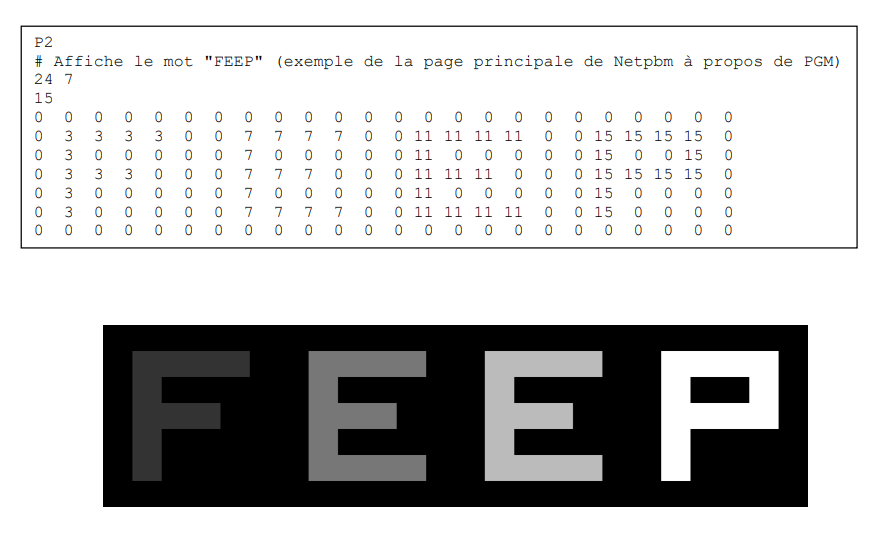 P2
# Affiche le mot "FEEP" (exemple de la page principale de Netpbm à propos de PGM)
24 7
15
0 0 0 0 0 0 0 0 0 0 0 0 0 0 0 0 0 0 0 0 0 0 0 0
0 3 3 3 3 0 0 7 7 7 7 0 0 11 11 11 11 0 0 15 15 15 15 0
0 3 0 0 0 0 0 7 0 0 0 0 0 11 0 0 0 0 0 15 0 0 15 0
0 3 3 3 0 0 0 7 7 7 0 0 0 11 11 11 0 0 0 15 15 15 15 0
0 3 0 0 0 0 0 7 0 0 0 0 0 11 0 0 0 0 0 15 0 0 0 0
0 3 0 0 0 0 0 7 7 7 7 0 0 11 11 11 11 0 0 15 0 0 0 0
0 0 0 0 0 0 0 0 0 0 0 0 0 0 0 0 0 0 0 0 0 0 0 0
FEEP